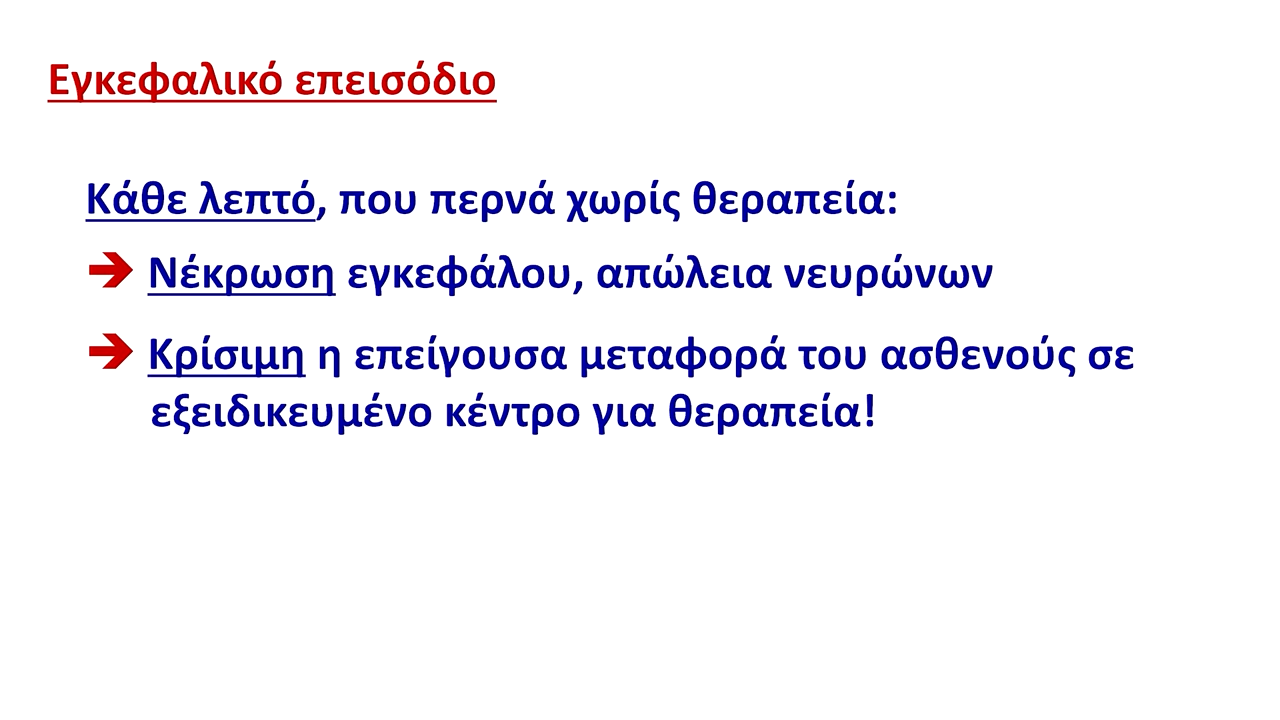 Εγκεφαλικό επεισόδιο
Κάθε λεπτό, που περνά χωρίς θεραπεία:
➔ Νέκρωση εγκεφάλου, απώλεια νευρώνων
➔ Κρίσιμη η επείγουσα μεταφορά του ασθενούς σε
εξειδικευμένο κέντρο για θεραπεία!